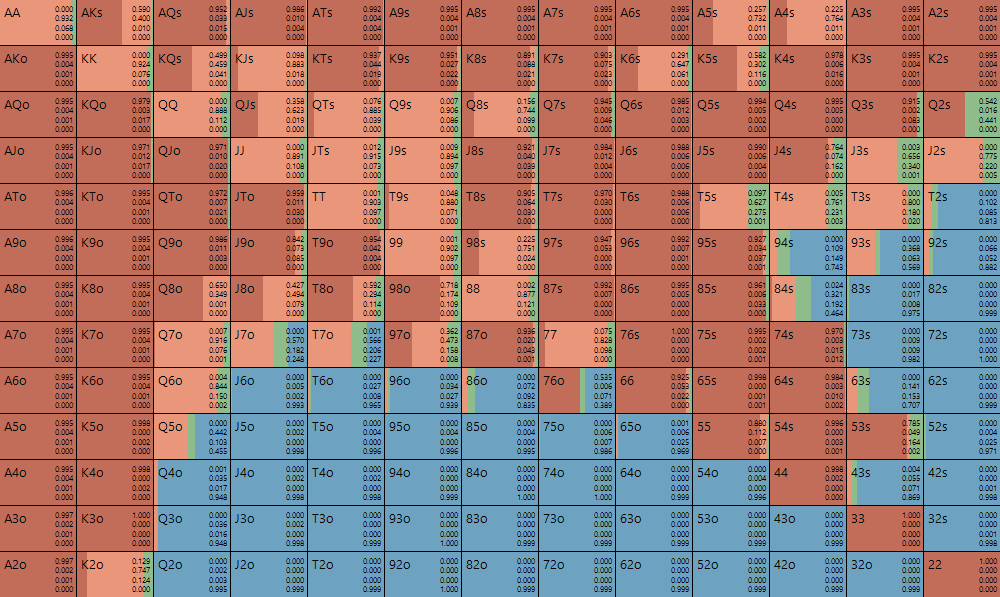 AA 0.000 AKs 0.590 AQs 0.952 AJs 0.986 ATs 0.992 A9s 0.995 A8s 0.995 A7s 0.995 A6s 0.995 A5s 0.257 A4s 0.225 A3s 0.995 A2s 0.995
0.932 0.400 0.033 0.010 0.004 0.004 0.004 0.004 0.004 0.732 0.764 0.004 0.004
0.068 0.010 0.015 0.004 0.004 0.001 0.001 0.001 0.001 0.011 0.011 0.001 0.001
0.000 0.000 0.000 0.000 0.000 0.000 0.000 0.000 0.000 0.000 0.000 0.000 0.000
AKo 0.995 KK 0.000 KQs 0.499 KJs 0.098 KTs 0.937 K9s 0.951 K8s 0.891 K7s 0.903 K6s 0.291 K5s 0.582 K4s 0.978 K3s 0.995 K2s 0.995
0.004 0.924 0.459 0.883 0.044 0.027 0.088 0.075 0.647 0.302 0.006 0.004 0.004
0.001 0.076 0.041 0.018 0.019 0.022 0.021 0.023 0.061 0.116 0.016 0.001 0.001
0.000 0.000 0.000 0.000 0.000 0.000 0.000 0.000 0.000 0.000 0.000 0.000 0.000
AQo 0.995 KQo 0.979 QQ 0.000 QJs 0.358 QTs 0.076 Q9s 0.007 Q8s 0.156 Q7s 0.945 Q6s 0.985 Q5s 0.994 Q4s 0.995 Q3s 0.915 Q2s 0.542
0.004 0.003 0.888 0.623 0.885 0.906 0.744 0.009 0.012 0.005 0.005 0.002 0.016
0.001 0.017 0.112 0.019 0.039 0.086 0.099 0.046 0.003 0.002 0.000 0.083 0.441
0.000 0.000 0.000 0.000 0.000 0.000 0.000 0.000 0.000 0.000 0.000 0.000 0.000
AJo 0.995 KJo 0.971 QJo 0.971 JJ 0.000 JTs 0.012 J9s 0.009 J8s 0.921 J7s 0.984 J6s 0.988 J5s 0.990 J4s 0.764 J3s 0.003 J2s 0.000
0.004 0.012 0.010 0.891 0.915 0.894 0.040 0.012 0.006 0.006 0.074 0.656 0.775
0.001 0.017 0.020 0.108 0.073 0.097 0.039 0.004 0.006 0.004 0.162 0.340 0.220
0.000 0.000 0.000 0.000 0.000 0.000 0.000 0.000 0.000 0.000 0.000 0.001 0.005
ATo 0.996 KTo 0.995 QTo 0.972 JTo 0.959 TT 0.001 T9s 0.048 T8s 0.905 T7s 0.970 T6s 0.988 T5s 0.097 T4s 0.005 T3s 0.000 T2s 0.000
0.004 0.004 0.007 0.011 0.903 0.880 0.064 0.030 0.006 0.627 0.761 0.800 0.102
0.000 0.001 0.021 0.030 0.097 0.071 0.030 0.000 0.006 0.275 0.231 0.180 0.085
0.000 0.000 0.000 0.000 0.000 0.000 0.000 0.000 0.000 0.001 0.003 0.020 0.813
A9o 0.996 K9o 0.995 Q9o 0.986 J9o 0.842 T9o 0.954 99 0.001 98s 0.225 97s 0.947 96s 0.992 95s 0.927 94s 0.000 93s 0.000 92s 0.000
0.004 0.004 0.011 0.073 0.004 0.902 0.751 0.053 0.007 0.034 0.109 0.368 0.066
0.000 0.001 0.003 0.085 0.042 0.097 0.024 0.000 0.001 0.037 0.149 0.063 0.052
0.000 0.000 0.000 0.000 0.000 0.000 0.000 0.000 0.000 0.001 0.743 0.569 0.882
A8o 0.995 K8o 0.995 Q8o 0.650 J8o 0.427 T8o 0.592 98o 0.718 88 0.002 87s 0.992 86s 0.995 85s 0.961 84s 0.024 83s 0.000 82s 0.000
0.004 0.004 0.349 0.494 0.294 0.174 0.877 0.007 0.005 0.006 0.321 0.017 0.000
0.001 0.001 0.001 0.079 0.114 0.109 0.121 0.000 0.000 0.033 0.192 0.008 0.000
0.000 0.000 0.000 0.000 0.000 0.000 0.000 0.000 0.000 0.000 0.464 0.975 0.999
A7o 0.995 K7o 0.995 Q7o 0.007 J7o 0.000 T7o 0.001 97o 0.362 87o 0.936 77 0.075 76s 1.000 75s 0.995 74s 0.970 73s 0.000 72s 0.000
0.004 0.004 0.916 0.570 0.566 0.473 0.020 0.828 0.000 0.002 0.003 0.009 0.000
0.001 0.001 0.076 0.182 0.206 0.158 0.043 0.098 0.000 0.001 0.015 0.009 0.000
0.000 0.000 0.001 0.248 0.227 0.008 0.001 0.000 0.000 0.001 0.012 0.982 1.000
A6o 0.995 K6o 0.995 Q6o 0.004 J6o 0.000 T6o 0.000 96o 0.000 86o 0.000 76o 0.535 66 0.925 65s 0.998 64s 0.984 63s 0.000 62s 0.000
0.004 0.004 0.844 0.005 0.027 0.034 0.072 0.006 0.053 0.000 0.003 0.141 0.000
0.001 0.001 0.150 0.002 0.008 0.027 0.092 0.071 0.022 0.001 0.010 0.153 0.000
0.000 0.000 0.002 0.993 0.965 0.939 0.835 0.389 0.000 0.000 0.002 0.707 0.999
A5o 0.995 K5o 0.998 Q5o 0.000 J5o 0.000 T5o 0.000 95o 0.000 85o 0.000 75o 0.000 65o 0.001 55 0.880 54s 0.996 53s 0.785 52s 0.000
0.004 0.001 0.442 0.002 0.002 0.000 0.004 0.006 0.006 0.112 0.000 0.049 0.004
0.001 0.001 0.103 0.000 0.002 0.000 0.002 0.007 0.025 0.007 0.003 0.164 0.025
0.000 0.000 0.455 0.998 0.996 1.000 0.995 0.986 0.969 0.001 0.001 0.002 0.971
A4o 0.995 K4o 0.998 Q4o 0.001 J4o 0.000 T4o 0.000 94o 0.000 84o 0.000 74o 0.000 64o 0.000 54o 0.000 44 0.998 43s 0.004 42s 0.000
0.002 0.000 0.035 0.002 0.002 0.000 0.000 0.000 0.000 0.000 0.002 0.055 0.000
0.002 0.002 0.017 0.000 0.000 0.000 0.000 0.000 0.000 0.004 0.000 0.071 0.001
0.000 0.000 0.948 0.998 0.998 0.999 1.000 1.000 0.999 0.996 0.000 0.869 0.998
A3o 0.997 K3o 1.000 Q3o 0.000 J3o 0.000 T3o 0.000 93o 0.000 83o 0.000 73o 0.000 63o 0.000 53o 0.000 43o 0.000 33 1.000 32s 0.000
0.002 0.000 0.036 0.002 0.000 0.000 0.000 0.000 0.000 0.000 0.000 0.000 0.001
0.001 0.000 0.016 0.000 0.000 0.000 0.000 0.000 0.000 0.000 0.000 0.000 0.001
0.000 0.000 0.948 0.998 0.999 1.000 0.999 0.999 0.999 0.999 0.999 0.000 0.998
A2o 0.997 K2o 0.129 Q2o 0.000 J2o 0.000 T2o 0.000 92o 0.000 82o 0.000 72o 0.000 62o 0.000 52o 0.000 42o 0.000 32o 0.000 22 1.000
0.002 0.747 0.002 0.000 0.000 0.000 0.000 0.000 0.000 0.000 0.000 0.000 0.000
0.001 0.124 0.003 0.000 0.000 0.000 0.000 0.000 0.000 0.000 0.000 0.000 0.000
0.000 0.000 0.995 0.999 0.999 1.000 0.999 0.999 0.999 0.999 0.999 0.999 0.000